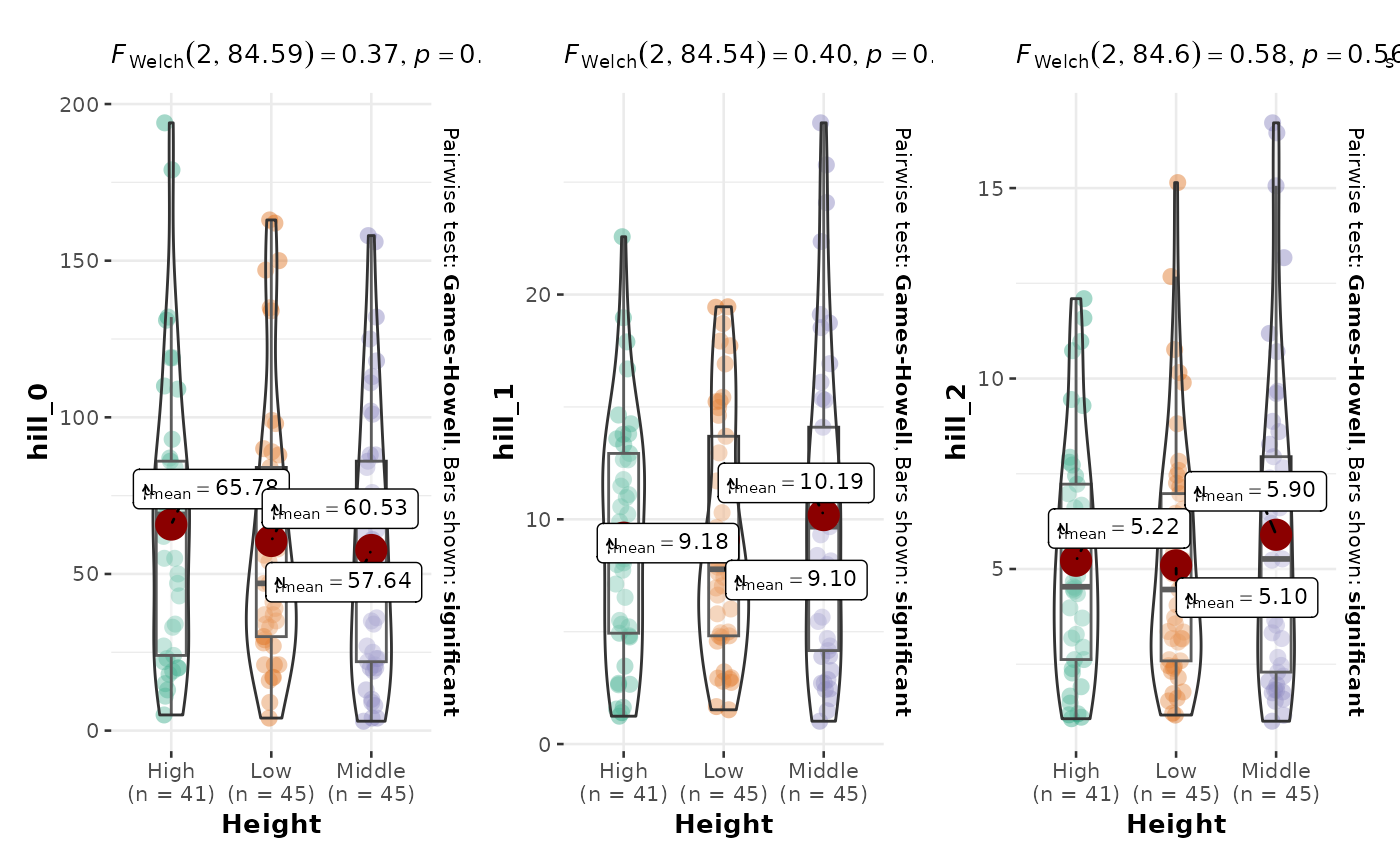 F Welch(2, 84.59) = 0.37, p = 0.
200
150
100
50
0
hill_0
μ̂mean = 65.78
μ̂mean = 60.53
μ̂mean = 57.64
High
(n = 41)
Low
(n = 45)
Middle
(n = 45)
Height
Pairwise test: Games-Howell, Bars shown: significant
F Welch(2, 84.54) = 0.40, p = 0.
20
10
0
hill_1
μ̂mean = 9.18
μ̂mean = 10.19
μ̂mean = 9.10
High
(n = 41)
Low
(n = 45)
Middle
(n = 45)
Height
Pairwise test: Games-Howell, Bars shown: significant
F Welch(2, 84.6) = 0.58, p = 0.56
15
10
5
hill_2
μ̂mean = 5.22
μ̂mean = 5.90
μ̂mean = 5.10
High
(n = 41)
Low
(n = 45)
Middle
(n = 45)
Height
Pairwise test: Games-Howell, Bars shown: significant